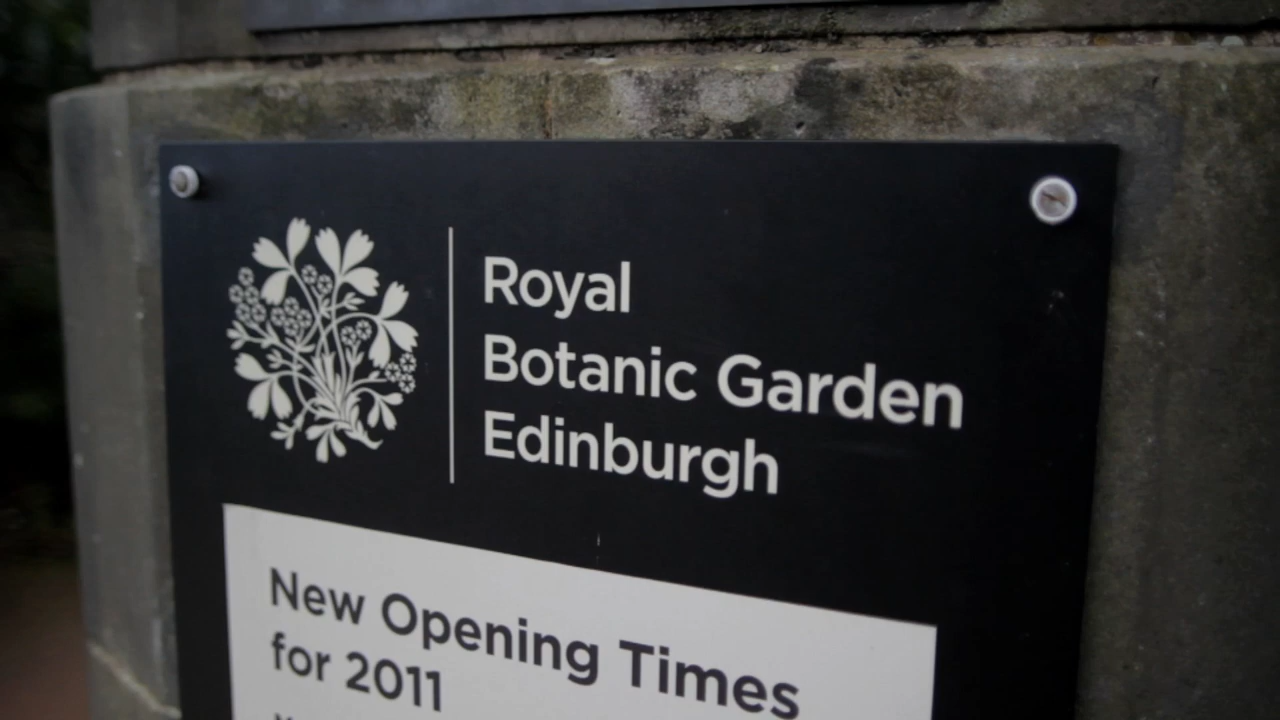 Royal
Botanic Garden
Edinburgh
New Opening Times
for 2011